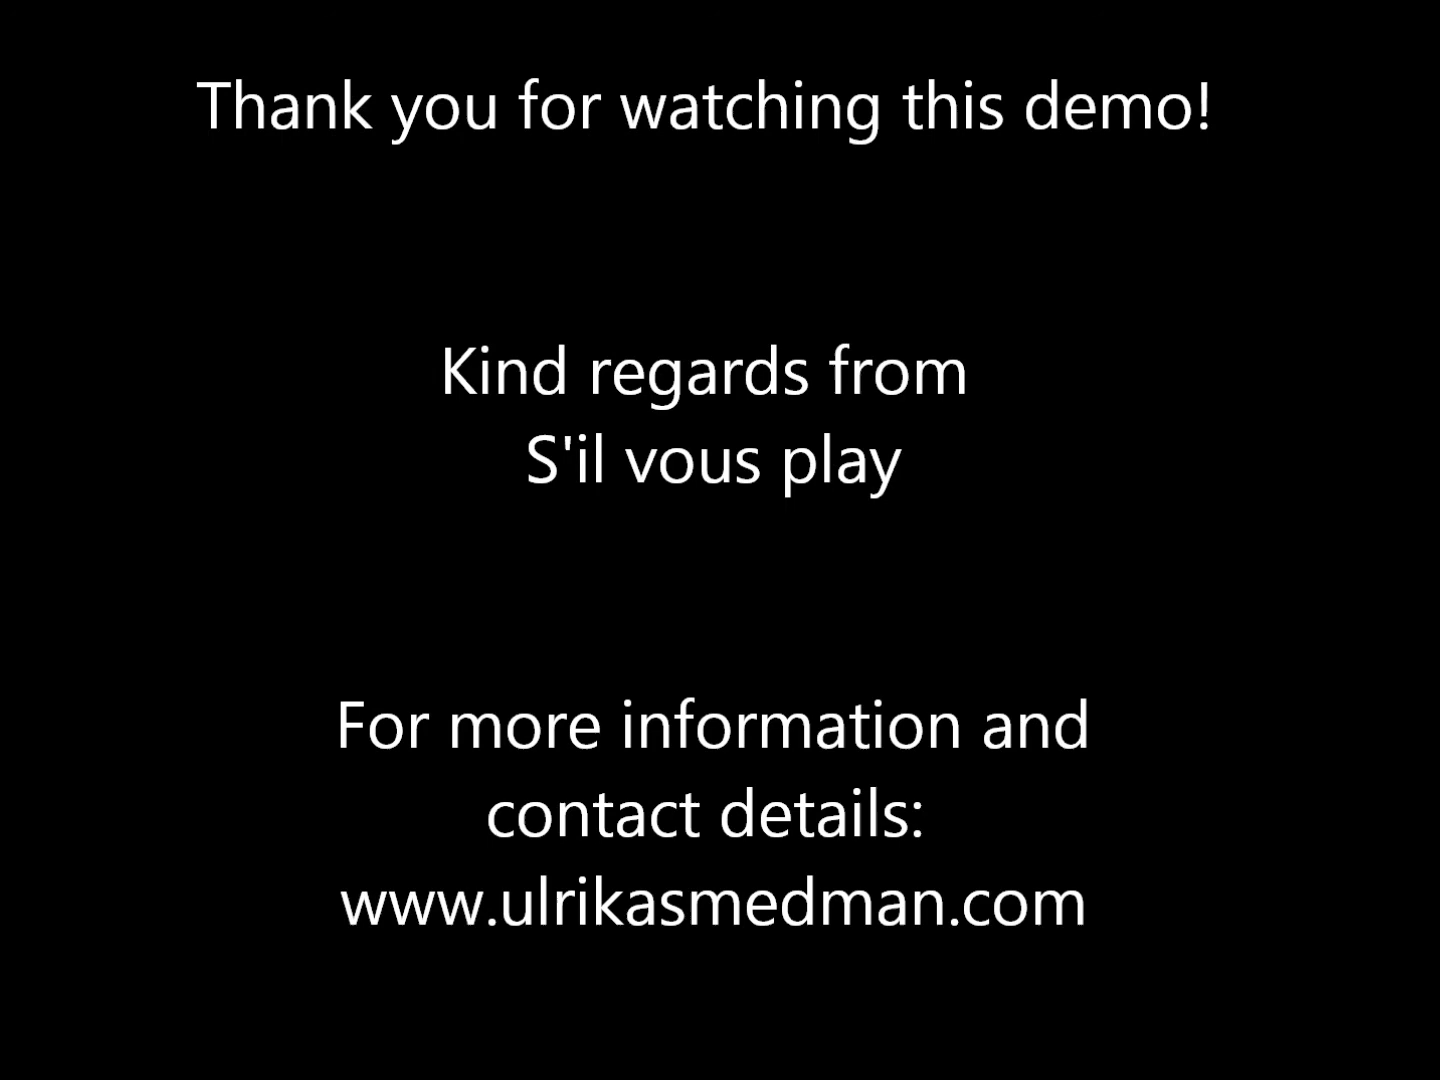 Thank you for watching this demo!
Kind regards from
S'il vous play
For more information and
contact details:
www.ulrikasmedman.com